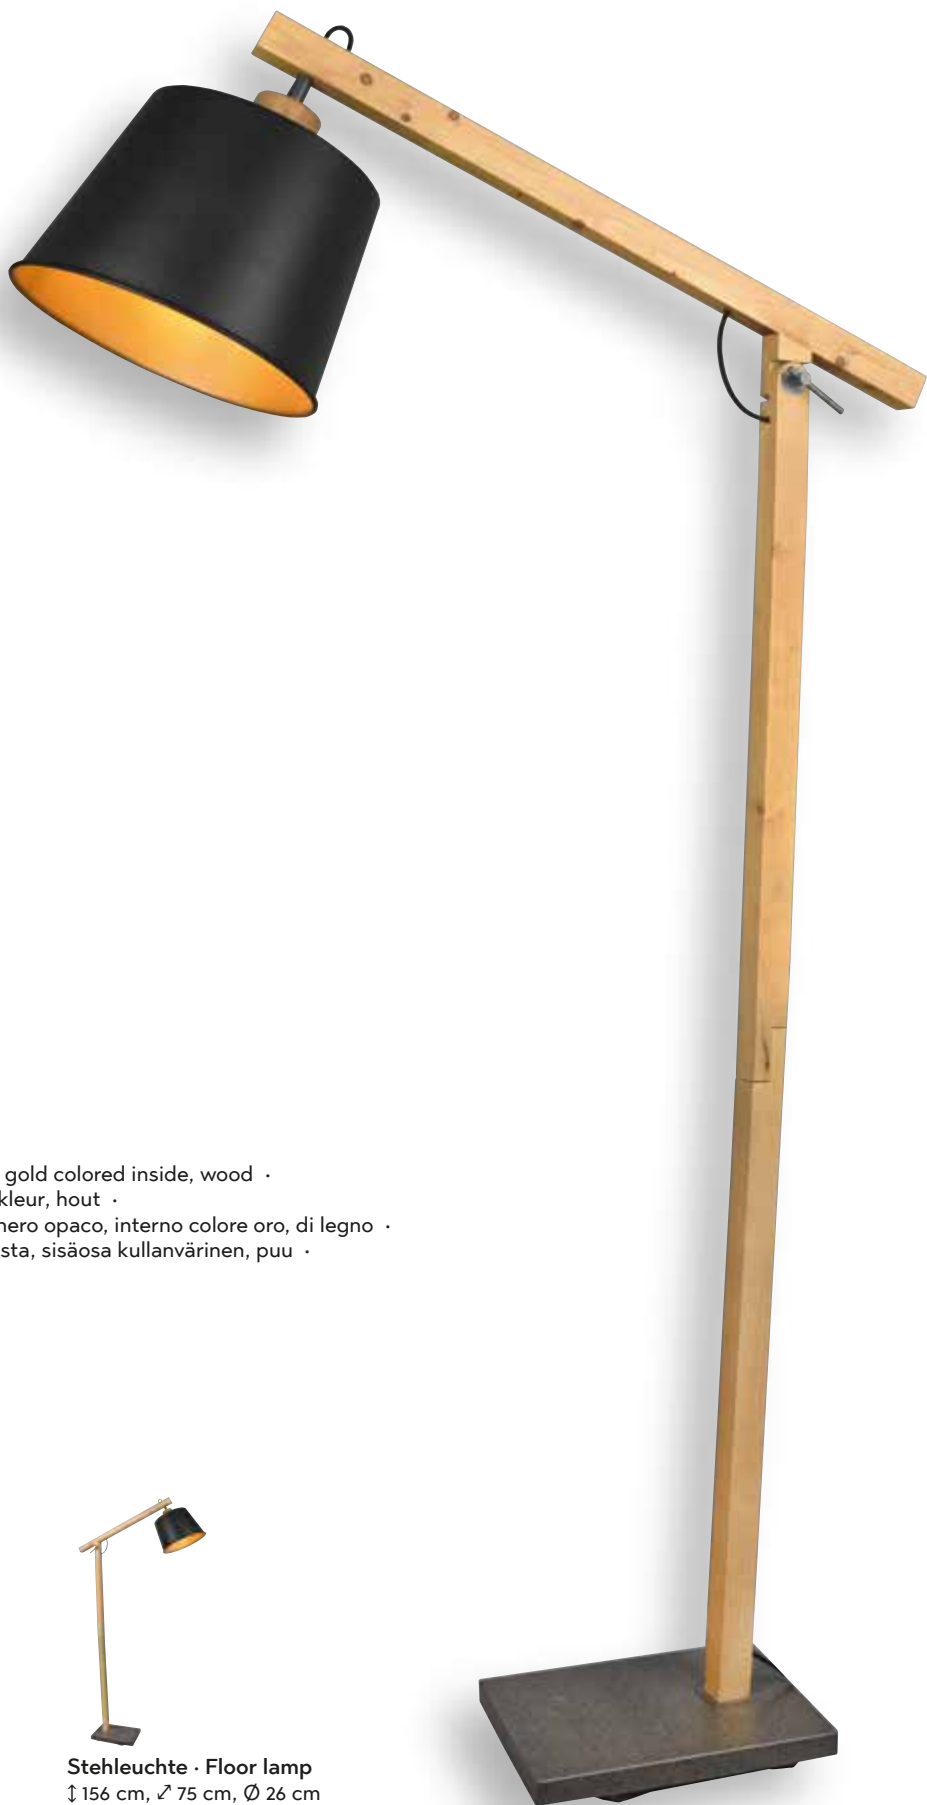 gold colored inside, wood ·
kleur, hout ·
nero opaco, interno colore oro, di legno ·
sta, sisäosa kullanvärinen, puu ·
Stehleuchte · Floor lamp
↕ 156 cm, ⤢ 75 cm, Ø 26 cm